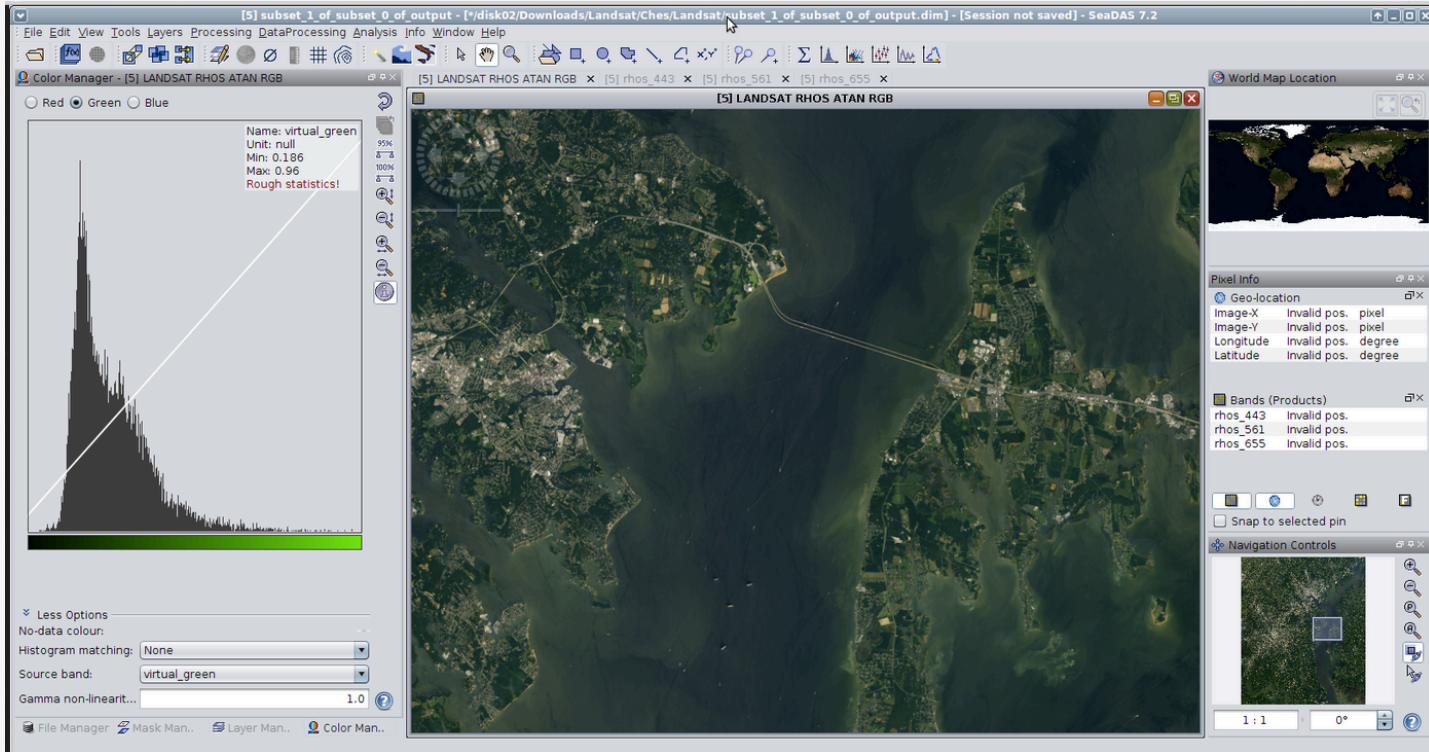 [5] subset_1_of_subset_0_of_output - [*/disk02/Downloads/Landsat/Ches/Landsat/subset_1_of_subset_0_of_output.dim] - [Session not saved] - SeaDAS 7.2
File Edit View Tools Layers Processing DataProcessing Analysis Info Window Help
Color Manager - [5] LANDSAT RHOS ATAN RGB
Red Green Blue
Name: virtual_green
Unit: null
Min: 0.186
Max: 0.96
Rough statistics!
95%
100%
Less Options
No-data colour:
Histogram matching: None
Source band: virtual_green
Gamma non-linearit... 1.0
File Manager Mask Man.. Layer Man.. Color Man..
[5] LANDSAT RHOS ATAN RGB [5] rhos_443 [5] rhos_561 [5] rhos_655
[5] LANDSAT RHOS ATAN RGB
World Map Location
Pixel Info
Geo-location
Image-X Invalid pos. pixel
Image-Y Invalid pos. pixel
Longitude Invalid pos. degree
Latitude Invalid pos. degree
Bands (Products)
rhos_443 Invalid pos.
rhos_561 Invalid pos.
rhos_655 Invalid pos.
Snap to selected pin
Navigation Controls
1 : 1 0°